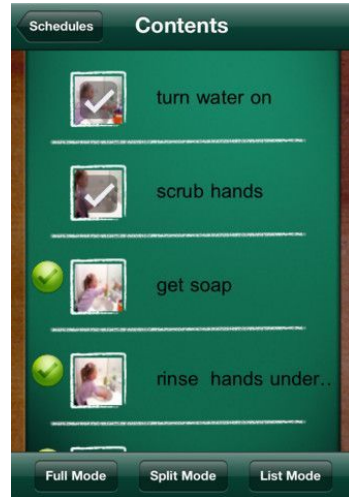 Schedules
Contents
turn water on
scrub hands
get soap
rinse hands under..
Full Mode
Split Mode
List Mode